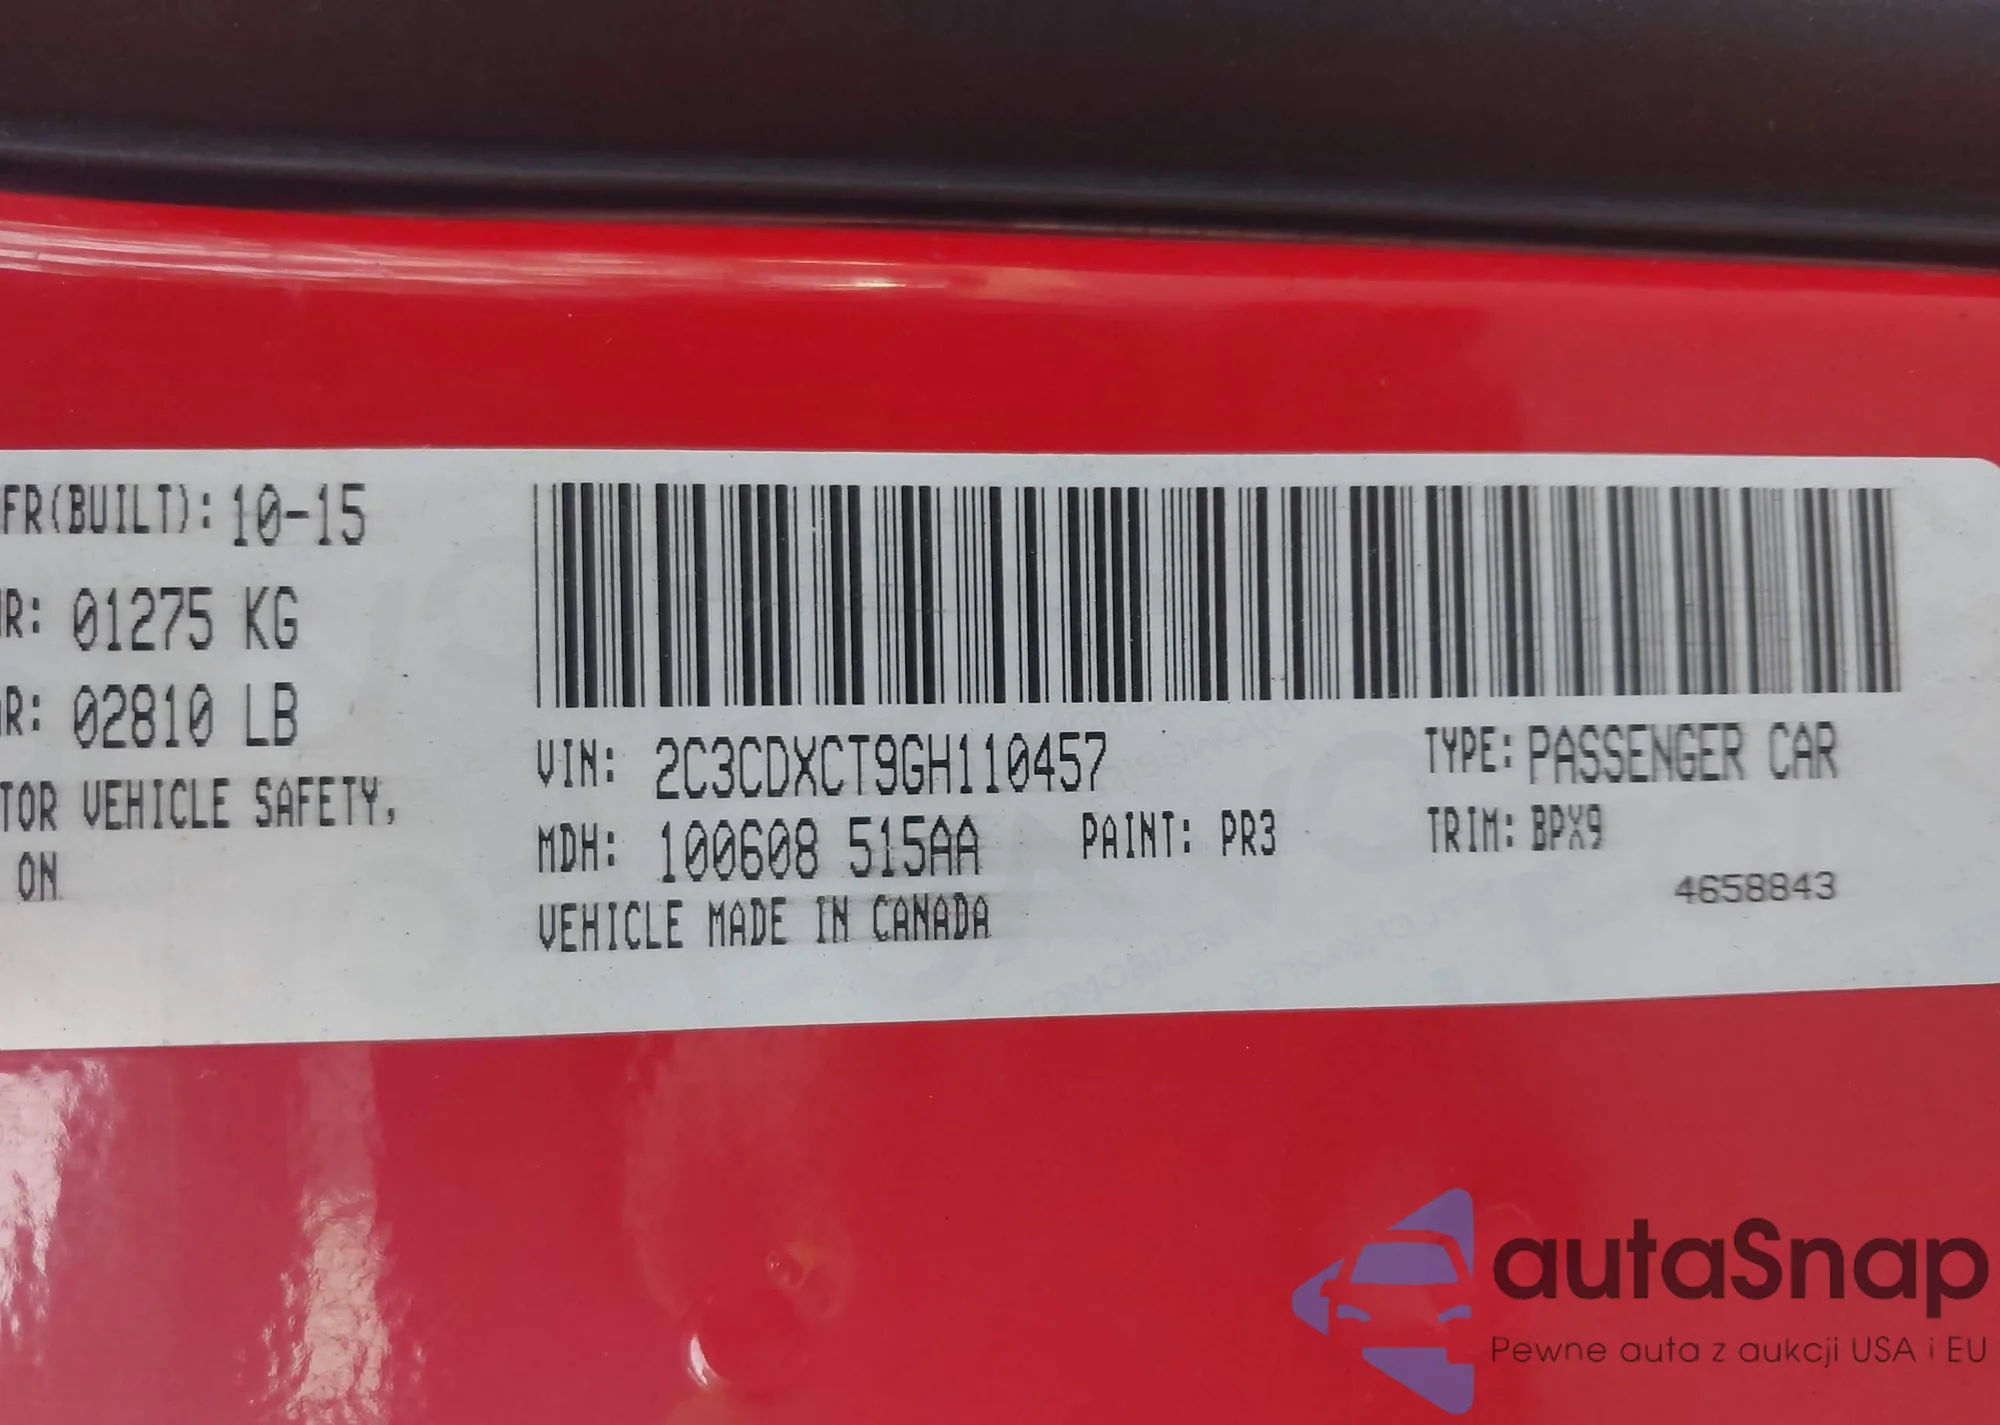 FR(BUILT): 10-15
R: 01275 KG
R: 02810 LB
TOR VEHICLE SAFETY,
ON
VIN: 2C3CDXCT9GH110457
TYPE: PASSENGER CAR
MDH: 100608 515AA
PAINT: PR3
TRIM: BPX9
4658843
VEHICLE MADE IN CANADA
autaSnap
Pewne auta z aukcji USA i EU